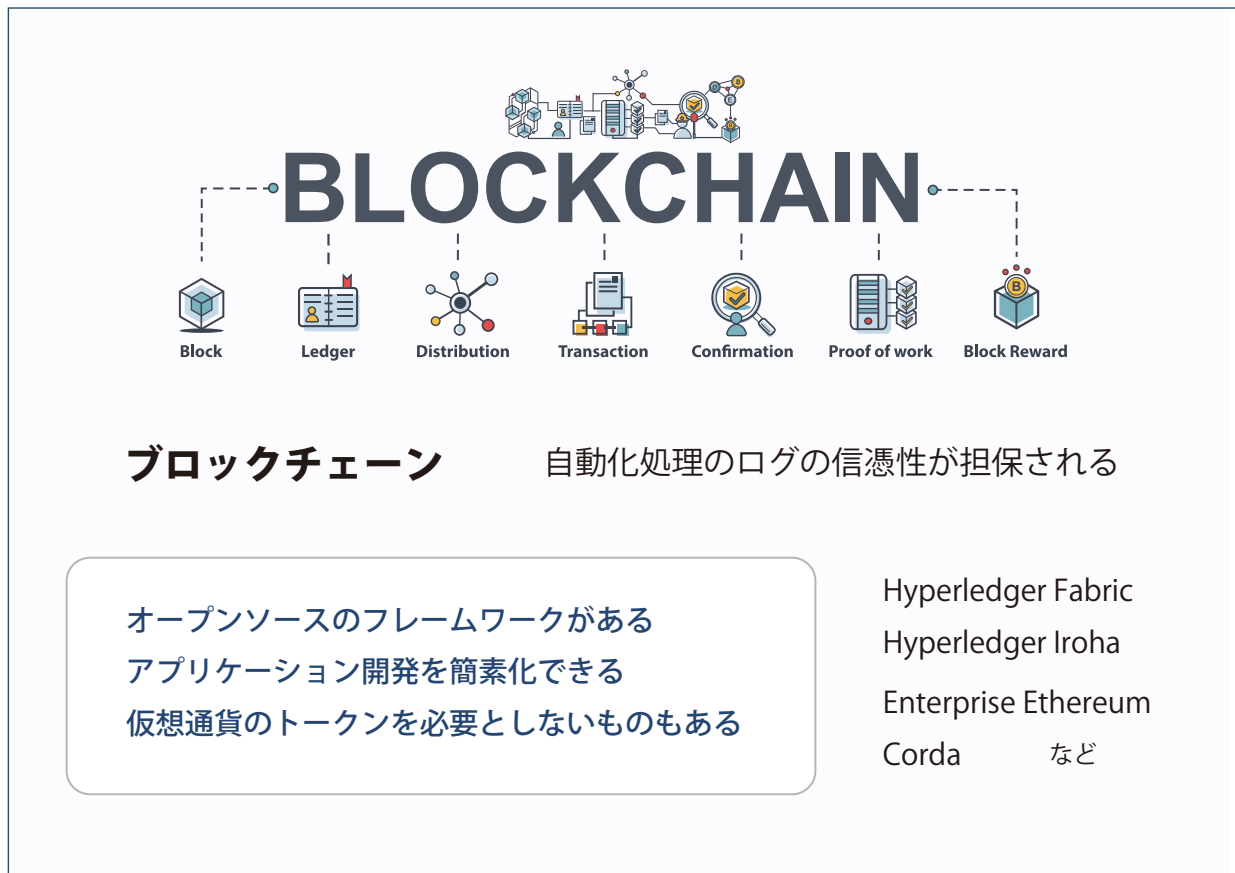 BLOCKCHAIN
Block
Ledger
Distribution
Transaction
Confirmation
Proof of work
Block Reward
ブロックチェーン
自動化処理のログの信憑性が担保される
オープンソースのフレームワークがある
アプリケーション開発を簡素化できる
仮想通貨のトークンを必要としないものもある
Hyperledger Fabric
Hyperledger Iroha
Enterprise Ethereum
Corda など